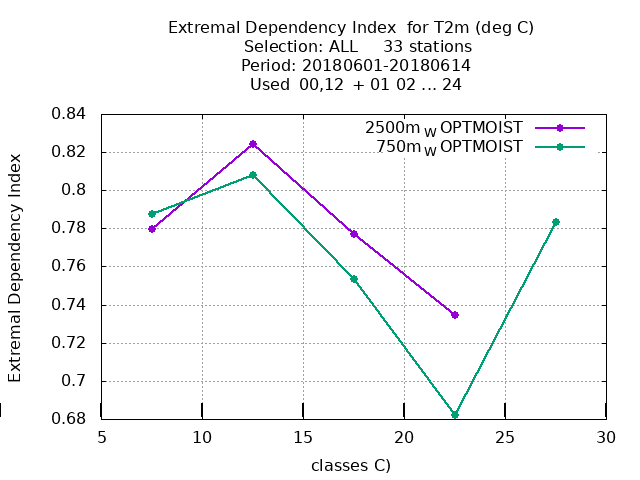 Extremal Dependency Index for T2m (deg C)
Selection: ALL 33 stations
Period: 20180601-20180614
Used 00,12 + 01 02 ... 24
0.84
0.82
0.8
0.78
0.76
0.74
0.72
0.7
0.68
Extremal Dependency Index
2500m W OPTMOIST
750m W OPTMOIST
5 10 15 20 25 30
classes C)